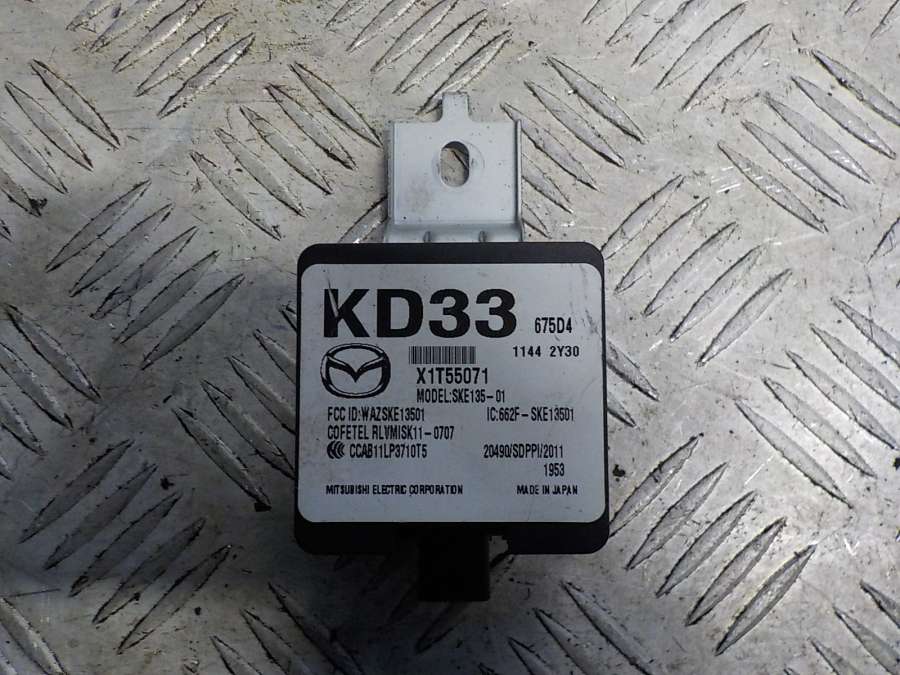 KD33 675D4
1144 2Y30
X1T55071
MODEL:SKE135-01
FCC ID:WAZSKE13501 IC:662F-SKE13501
COFETEL RLVMISK11-0707
CCAB11LP3710T5 20490/SDPPI/2011
1953
MITSUBISHI ELECTRIC CORPORATION MADE IN JAPAN